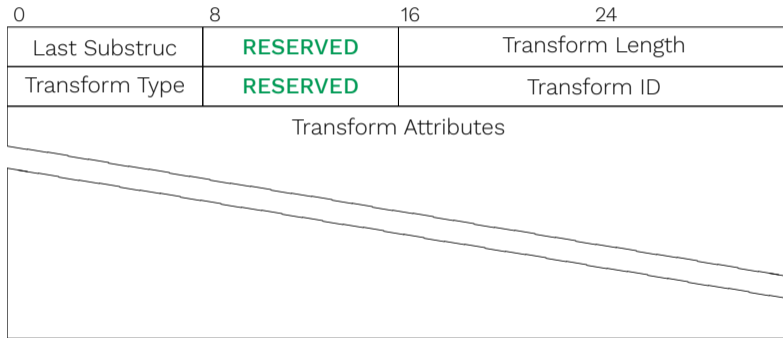 0 8 16 24
Last Substruc RESERVED Transform Length
Transform Type RESERVED Transform ID
Transform Attributes